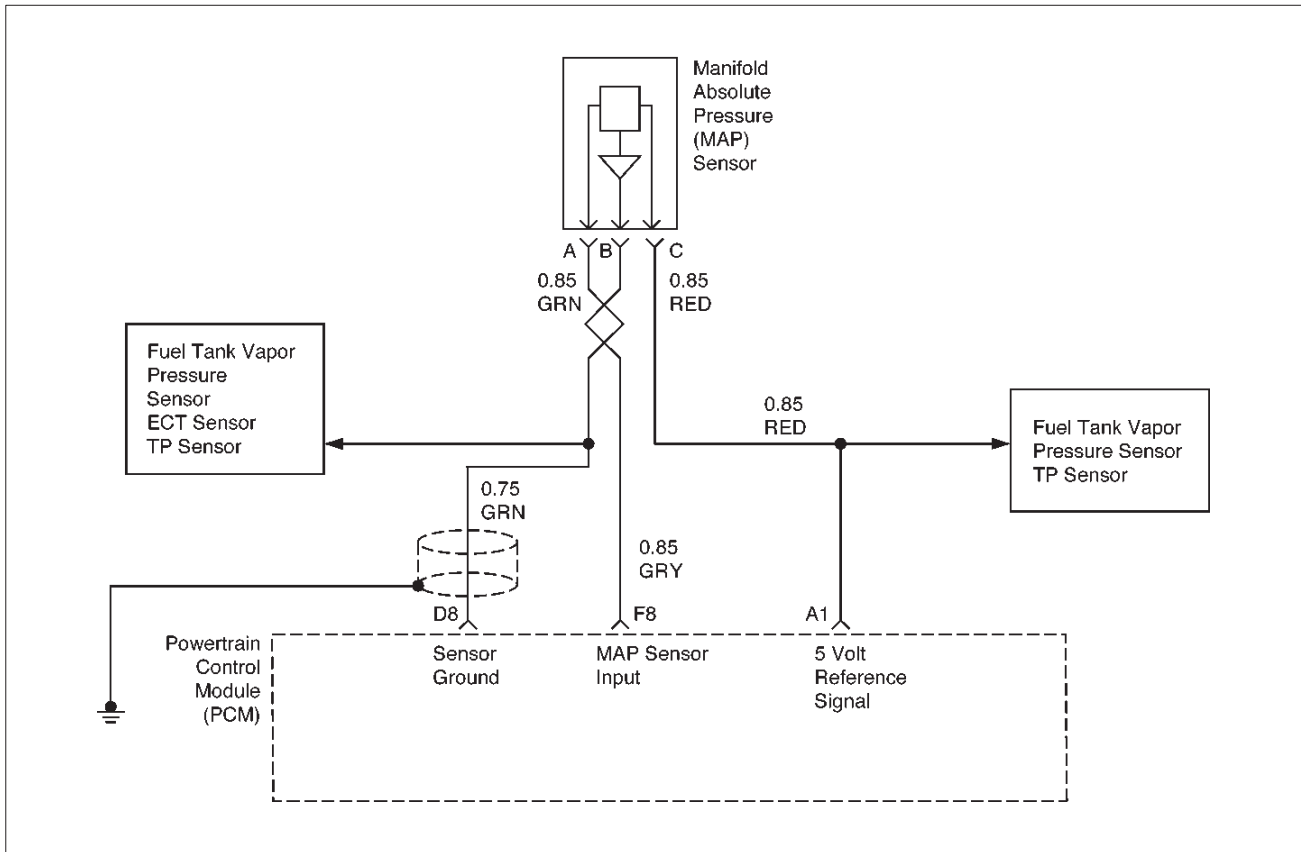 Manifold
Absolute
Pressure
(MAP)
Sensor
A
B
C
0.85
GRN
0.85
RED
Fuel Tank Vapor
Pressure
Sensor
ECT Sensor
TP Sensor
0.85
RED
Fuel Tank Vapor
Pressure Sensor
TP Sensor
0.75
GRN
0.85
GRY
D8
F8
A1
Powertrain
Control
Module
(PCM)
Sensor
Ground
MAP Sensor
Input
5 Volt
Reference
Signal